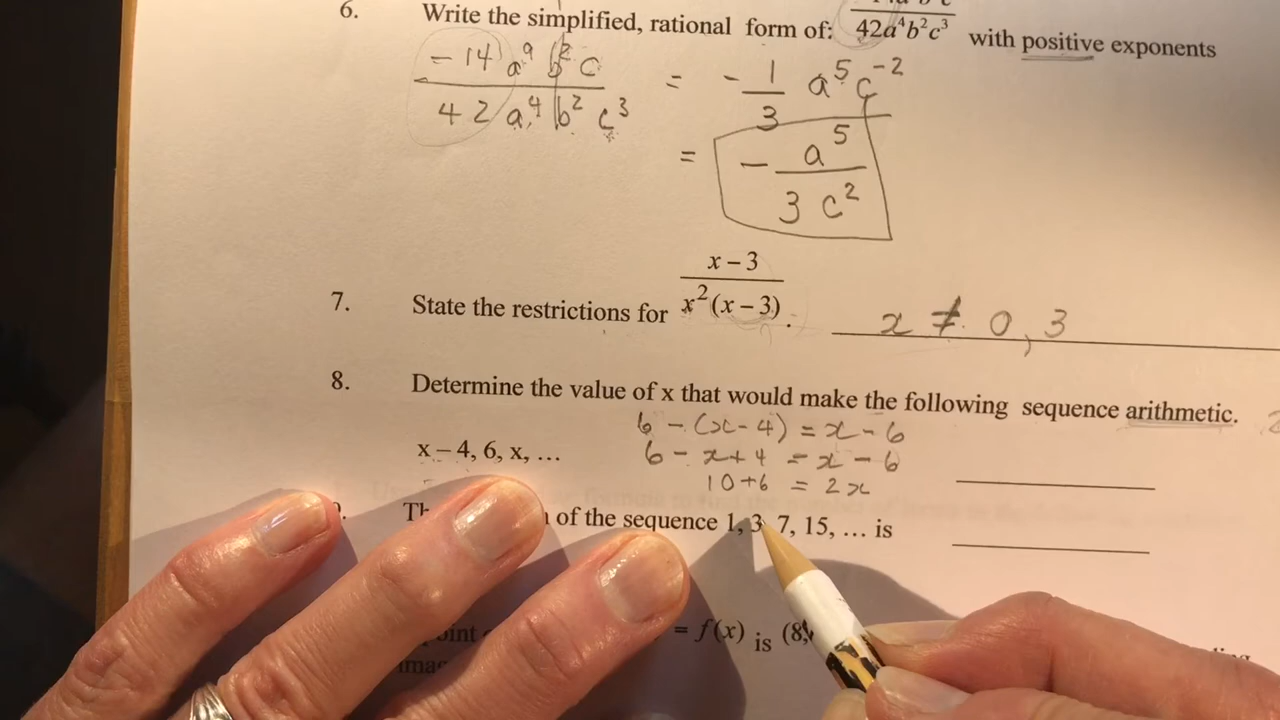 6. Write the simplified, rational form of: 42a⁴b²c³ with positive exponents
-14 a⁹ b² c = - 1 a⁵ c⁻²
42 a⁴ b² c³ 3
= - a⁵
3 c²
x – 3
7. State the restrictions for x²(x – 3) . x ≠ 0, 3
8. Determine the value of x that would make the following sequence arithmetic.
6 - (x - 4) = x - 6
x – 4, 6, x, … 6 - x + 4 = x - 6
10 + 6 = 2x
of the sequence 1, 3, 7, 15, … is
= f(x) is (8,